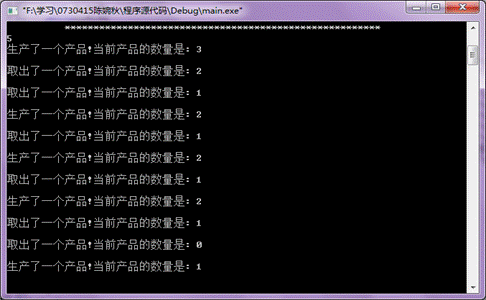 "F:\学习\0730415陈婉秋\程序源代码\Debug\main.exe"
******************************************************
5
生产了一个产品!当前产品的数量是: 3
取出了一个产品!当前产品的数量是: 2
取出了一个产品!当前产品的数量是: 1
生产了一个产品!当前产品的数量是: 2
取出了一个产品!当前产品的数量是: 1
生产了一个产品!当前产品的数量是: 2
取出了一个产品!当前产品的数量是: 1
生产了一个产品!当前产品的数量是: 2
取出了一个产品!当前产品的数量是: 1
取出了一个产品!当前产品的数量是: 0
生产了一个产品!当前产品的数量是: 1